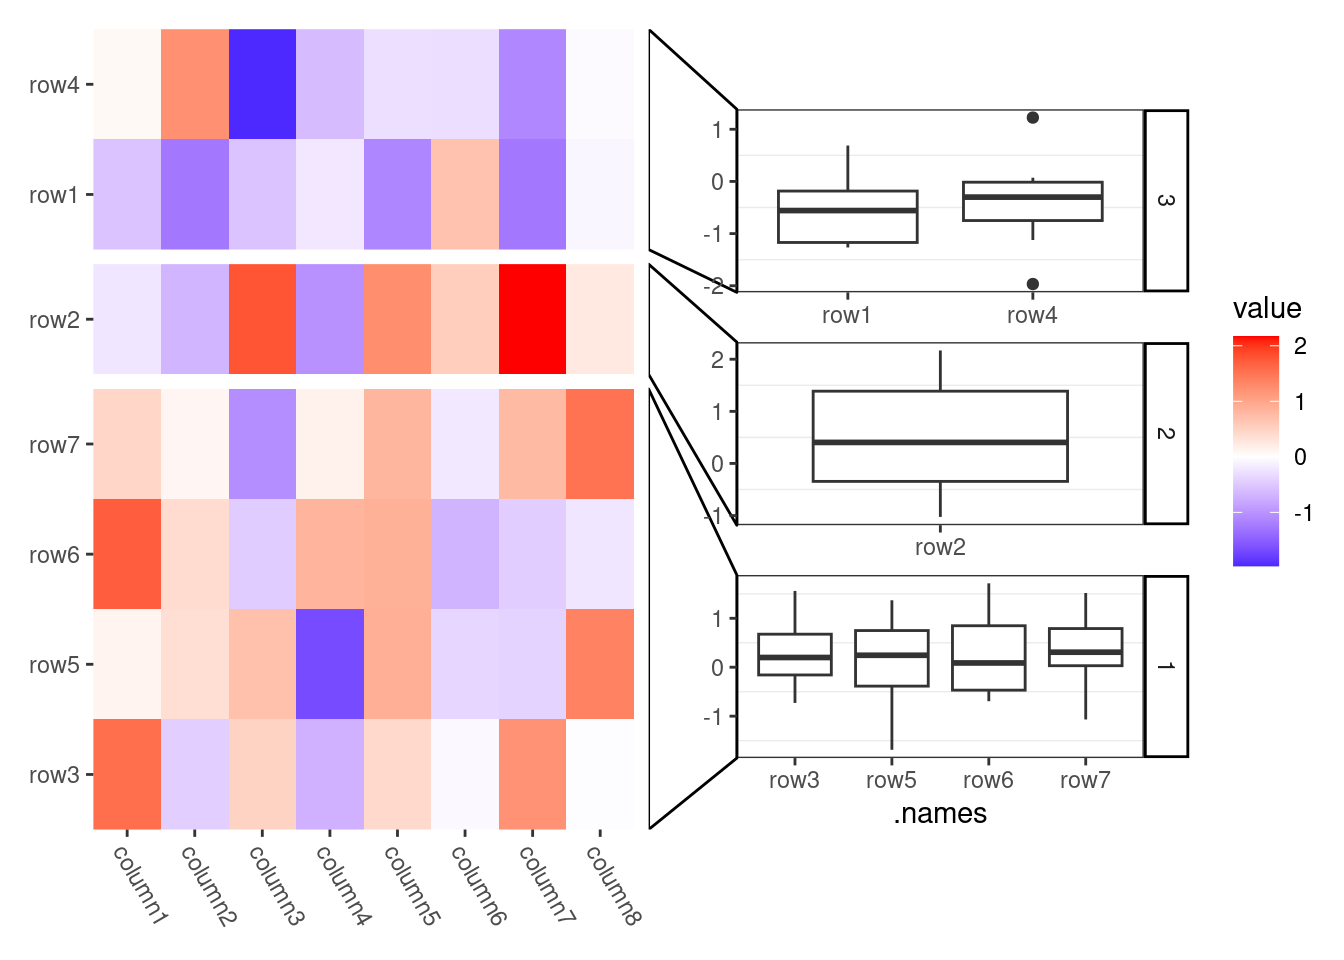 row4
row1
row2
row7
row6
row5
row3
column1
column2
column3
column4
column5
column6
column7
column8
1
0
-1
-2
row1
row4
3
2
1
0
-1
row2
2
1
0
-1
row3
row5
row6
row7
.names
1
value
2
1
0
-1